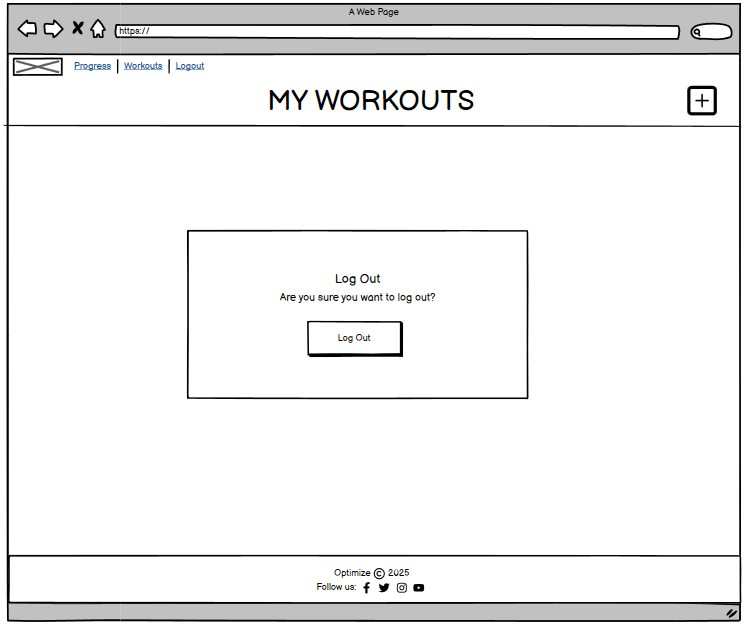 A Web Page
https://
Progress | Workouts | Logout
MY WORKOUTS
Log Out
Are you sure you want to log out?
Log Out
Optimize © 2025
Follow us: